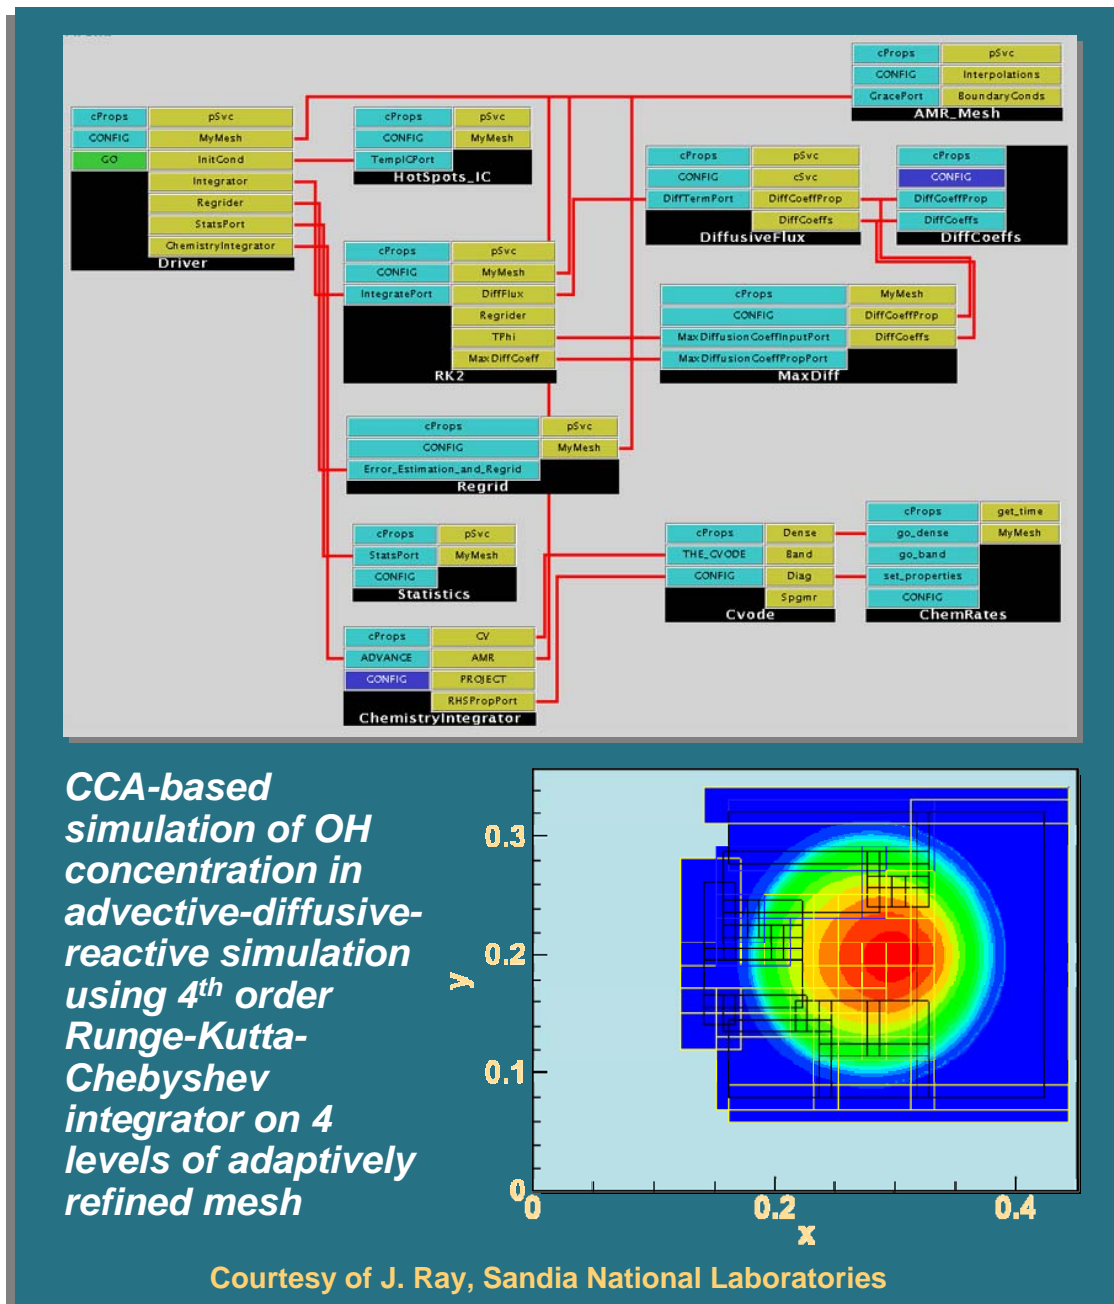 cProps pSvc
CONFIG Interpolations
GracePort BoundaryConds
AMR_Mesh
cProps pSvc
CONFIG MyMesh
GO InitCond
Integrator
Regrider
StatsPort
ChemistryIntegrator
Driver
cProps pSvc
CONFIG MyMesh
TempICPort
HotSpots_IC
cProps pSvc
CONFIG cSvc
DiffTermPort DiffCoeffProp
DiffCoeffs
DiffusiveFlux
cProps
CONFIG
DiffCoeffProp
DiffCoeffs
DiffCoeffs
cProps pSvc
CONFIG MyMesh
IntegratePort DiffFlux
Regrider
TPhi
MaxDiffCoeff
RK2
cProps MyMesh
CONFIG DiffCoeffProp
MaxDiffusionCoeffInputPort DiffCoeffs
MaxDiffusionCoeffPropPort
MaxDiff
cProps pSvc
CONFIG MyMesh
Error_Estimation_and_Regrid
Regrid
cProps pSvc
StatsPort MyMesh
CONFIG
Statistics
cProps Dense
THE_CVODE Band
CONFIG Diag
Spgmr
Cvode
cProps get_time
go_dense MyMesh
go_band
set_properties
CONFIG
ChemRates
cProps CV
ADVANCE AMR
CONFIG PROJECT
RHSPropPort
ChemistryIntegrator
CCA-based
simulation of OH
concentration in
advective-diffusive-
reactive simulation
using 4th order
Runge-Kutta-
Chebyshev
integrator on 4
levels of adaptively
refined mesh
0.3
0.2
y
0.1
0
0 0.2 0.4
x
Courtesy of J. Ray, Sandia National Laboratories